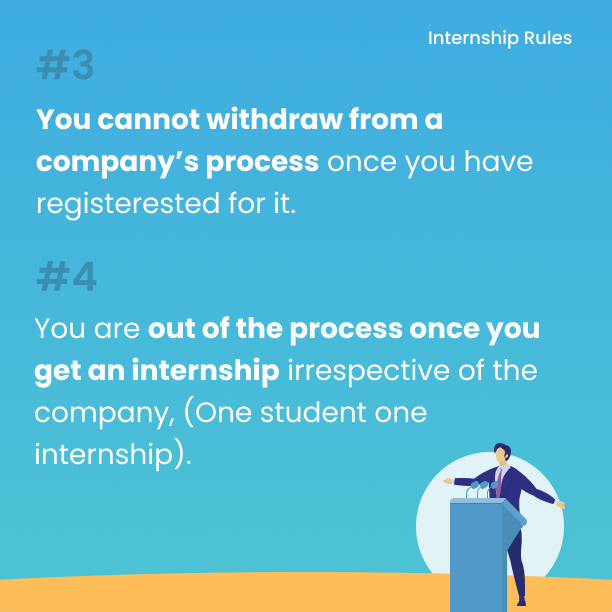 Internship Rules
#3
You cannot withdraw from a
company's process once you have
registerested for it.
#4
You are out of the process once you
get an internship irrespective of the
company, (One student one
internship).